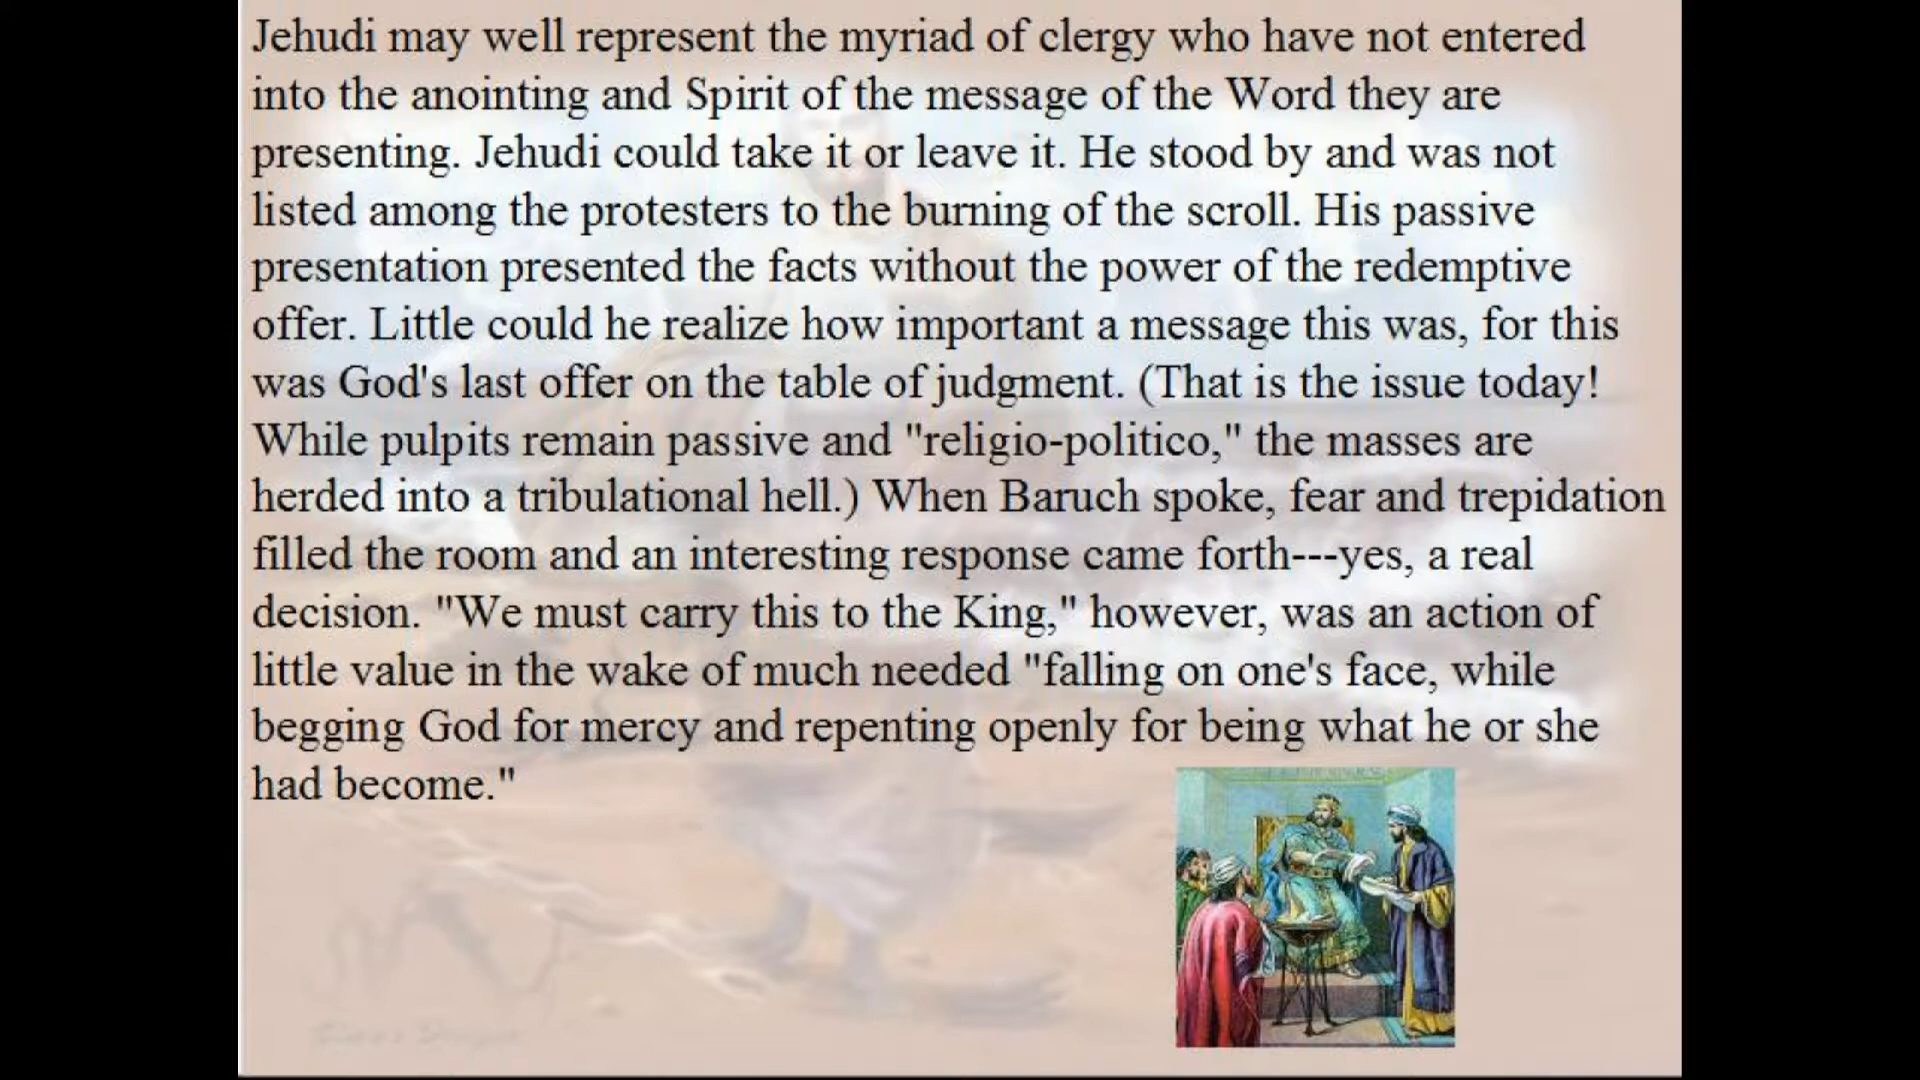 Jehudi may well represent the myriad of clergy who have not entered
into the anointing and Spirit of the message of the Word they are
presenting. Jehudi could take it or leave it. He stood by and was not
listed among the protesters to the burning of the scroll. His passive
presentation presented the facts without the power of the redemptive
offer. Little could he realize how important a message this was, for this
was God's last offer on the table of judgment. (That is the issue today!
While pulpits remain passive and "religio-politico," the masses are
herded into a tribulational hell.) When Baruch spoke, fear and trepidation
filled the room and an interesting response came forth---yes, a real
decision. "We must carry this to the King," however, was an action of
little value in the wake of much needed "falling on one's face, while
begging God for mercy and repenting openly for being what he or she
had become."